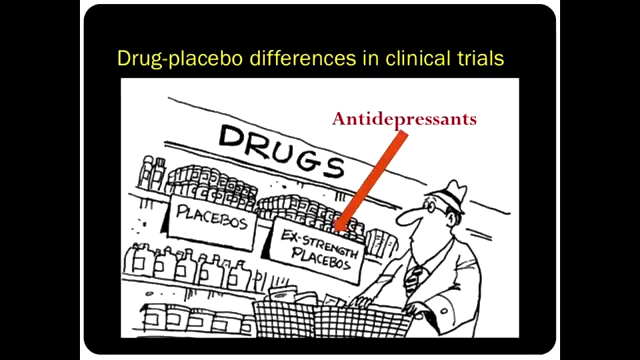 Drug-placebo differences in clinical trials
Antidepressants
DRUGS
PLACEBOS
EX-STRENGTH
PLACEBOS